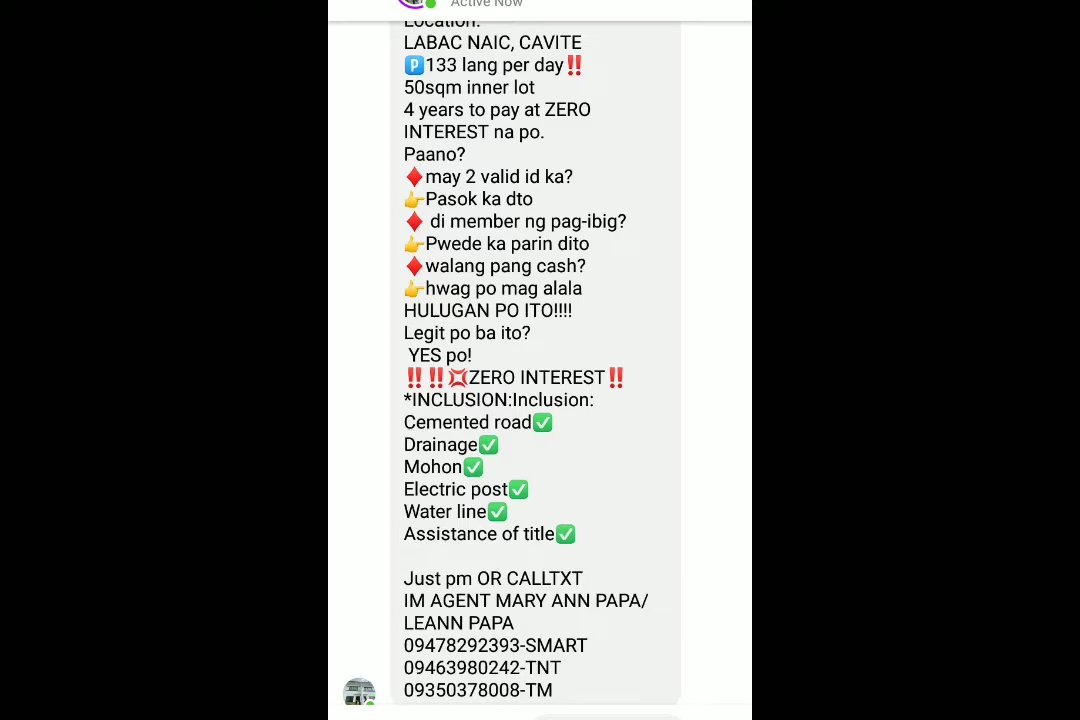 Active Now
Location:
LABAC NAIC, CAVITE
🅿️133 lang per day‼️
50sqm inner lot
4 years to pay at ZERO
INTEREST na po.
Paano?
♦️may 2 valid id ka?
👉Pasok ka dto
♦️ di member ng pag-ibig?
👉Pwede ka parin dito
♦️walang pang cash?
👉hwag po mag alala
HULUGAN PO ITO!!!!
Legit po ba ito?
YES po!
‼️‼️💢ZERO INTEREST‼️
*INCLUSION:Inclusion:
Cemented road✅
Drainage✅
Mohon✅
Electric post✅
Water line✅
Assistance of title✅
Just pm OR CALLTXT
IM AGENT MARY ANN PAPA/
LEANN PAPA
09478292393-SMART
09463980242-TNT
09350378008-TM